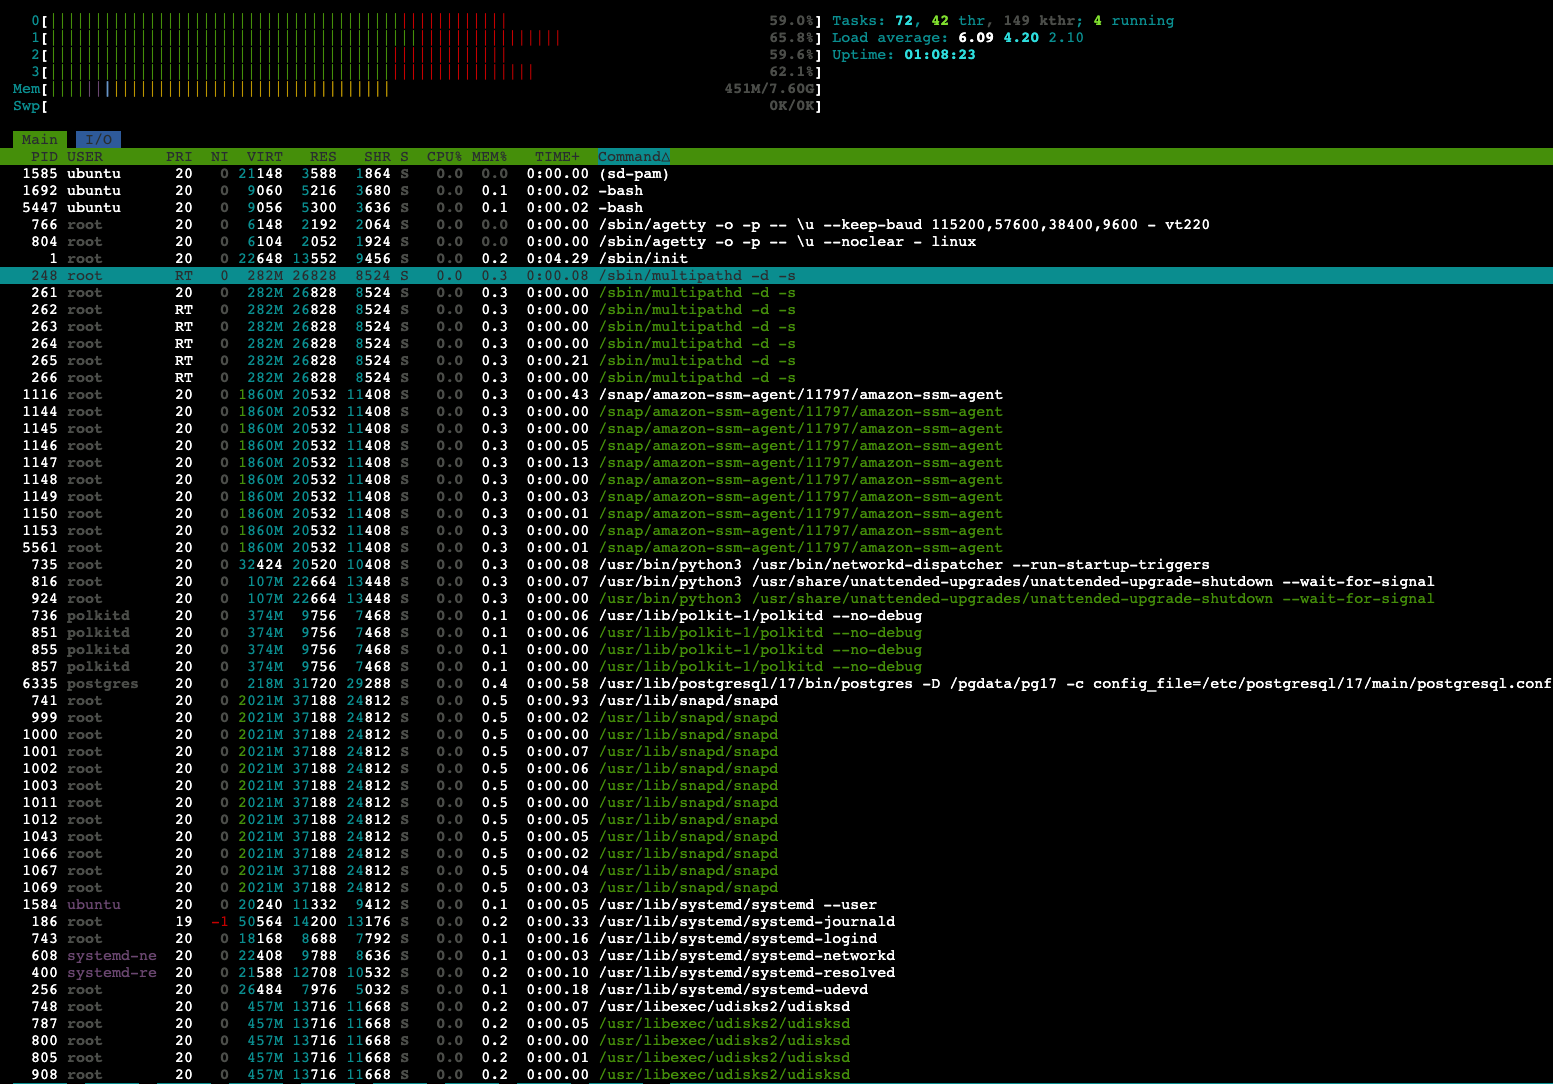 0[ 59.0%] Tasks: 72, 42 thr, 149 kthr; 4 running
1[ 65.8%] Load average: 6.09 4.20 2.10
2[ 59.6%] Uptime: 01:08:23
3[ 62.1%]
Mem[ 451M/7.60G]
Swp[ 0K/0K]
Main I/O
PID USER PRI NI VIRT RES SHR S CPU% MEM% TIME+ Command△
1585 ubuntu 20 0 21148 3588 1864 S 0.0 0.0 0:00.00 (sd-pam)
1692 ubuntu 20 0 9060 5216 3680 S 0.0 0.1 0:00.02 -bash
5447 ubuntu 20 0 9056 5300 3636 S 0.0 0.1 0:00.02 -bash
766 root 20 0 6148 2192 2064 S 0.0 0.0 0:00.00 /sbin/agetty -o -p -- \u --keep-baud 115200,57600,38400,9600 - vt220
804 root 20 0 6104 2052 1924 S 0.0 0.0 0:00.00 /sbin/agetty -o -p -- \u --noclear - linux
1 root 20 0 22648 13552 9456 S 0.0 0.2 0:04.29 /sbin/init
248 root RT 0 282M 26828 8524 S 0.0 0.3 0:00.08 /sbin/multipathd -d -s
261 root 20 0 282M 26828 8524 S 0.0 0.3 0:00.00 /sbin/multipathd -d -s
262 root RT 0 282M 26828 8524 S 0.0 0.3 0:00.00 /sbin/multipathd -d -s
263 root RT 0 282M 26828 8524 S 0.0 0.3 0:00.00 /sbin/multipathd -d -s
264 root RT 0 282M 26828 8524 S 0.0 0.3 0:00.00 /sbin/multipathd -d -s
265 root RT 0 282M 26828 8524 S 0.0 0.3 0:00.21 /sbin/multipathd -d -s
266 root RT 0 282M 26828 8524 S 0.0 0.3 0:00.00 /sbin/multipathd -d -s
1116 root 20 0 1860M 20532 11408 S 0.0 0.3 0:00.43 /snap/amazon-ssm-agent/11797/amazon-ssm-agent
1144 root 20 0 1860M 20532 11408 S 0.0 0.3 0:00.00 /snap/amazon-ssm-agent/11797/amazon-ssm-agent
1145 root 20 0 1860M 20532 11408 S 0.0 0.3 0:00.00 /snap/amazon-ssm-agent/11797/amazon-ssm-agent
1146 root 20 0 1860M 20532 11408 S 0.0 0.3 0:00.05 /snap/amazon-ssm-agent/11797/amazon-ssm-agent
1147 root 20 0 1860M 20532 11408 S 0.0 0.3 0:00.13 /snap/amazon-ssm-agent/11797/amazon-ssm-agent
1148 root 20 0 1860M 20532 11408 S 0.0 0.3 0:00.00 /snap/amazon-ssm-agent/11797/amazon-ssm-agent
1149 root 20 0 1860M 20532 11408 S 0.0 0.3 0:00.03 /snap/amazon-ssm-agent/11797/amazon-ssm-agent
1150 root 20 0 1860M 20532 11408 S 0.0 0.3 0:00.01 /snap/amazon-ssm-agent/11797/amazon-ssm-agent
1153 root 20 0 1860M 20532 11408 S 0.0 0.3 0:00.00 /snap/amazon-ssm-agent/11797/amazon-ssm-agent
5561 root 20 0 1860M 20532 11408 S 0.0 0.3 0:00.01 /snap/amazon-ssm-agent/11797/amazon-ssm-agent
735 root 20 0 32424 20520 10408 S 0.0 0.3 0:00.08 /usr/bin/python3 /usr/bin/networkd-dispatcher --run-startup-triggers
816 root 20 0 107M 22664 13448 S 0.0 0.3 0:00.07 /usr/bin/python3 /usr/share/unattended-upgrades/unattended-upgrade-shutdown --wait-for-signal
924 root 20 0 107M 22664 13448 S 0.0 0.3 0:00.00 /usr/bin/python3 /usr/share/unattended-upgrades/unattended-upgrade-shutdown --wait-for-signal
736 polkitd 20 0 374M 9756 7468 S 0.0 0.1 0:00.06 /usr/lib/polkit-1/polkitd --no-debug
851 polkitd 20 0 374M 9756 7468 S 0.0 0.1 0:00.06 /usr/lib/polkit-1/polkitd --no-debug
855 polkitd 20 0 374M 9756 7468 S 0.0 0.1 0:00.00 /usr/lib/polkit-1/polkitd --no-debug
857 polkitd 20 0 374M 9756 7468 S 0.0 0.1 0:00.00 /usr/lib/polkit-1/polkitd --no-debug
6335 postgres 20 0 218M 31720 29288 S 0.0 0.4 0:00.58 /usr/lib/postgresql/17/bin/postgres -D /pgdata/pg17 -c config_file=/etc/postgresql/17/main/postgresql.conf
741 root 20 0 2021M 37188 24812 S 0.0 0.5 0:00.93 /usr/lib/snapd/snapd
999 root 20 0 2021M 37188 24812 S 0.0 0.5 0:00.02 /usr/lib/snapd/snapd
1000 root 20 0 2021M 37188 24812 S 0.0 0.5 0:00.00 /usr/lib/snapd/snapd
1001 root 20 0 2021M 37188 24812 S 0.0 0.5 0:00.07 /usr/lib/snapd/snapd
1002 root 20 0 2021M 37188 24812 S 0.0 0.5 0:00.06 /usr/lib/snapd/snapd
1003 root 20 0 2021M 37188 24812 S 0.0 0.5 0:00.00 /usr/lib/snapd/snapd
1011 root 20 0 2021M 37188 24812 S 0.0 0.5 0:00.00 /usr/lib/snapd/snapd
1012 root 20 0 2021M 37188 24812 S 0.0 0.5 0:00.05 /usr/lib/snapd/snapd
1043 root 20 0 2021M 37188 24812 S 0.0 0.5 0:00.05 /usr/lib/snapd/snapd
1066 root 20 0 2021M 37188 24812 S 0.0 0.5 0:00.02 /usr/lib/snapd/snapd
1067 root 20 0 2021M 37188 24812 S 0.0 0.5 0:00.04 /usr/lib/snapd/snapd
1069 root 20 0 2021M 37188 24812 S 0.0 0.5 0:00.03 /usr/lib/snapd/snapd
1584 ubuntu 20 0 20240 11332 9412 S 0.0 0.1 0:00.05 /usr/lib/systemd/systemd --user
186 root 19 -1 50564 14200 13176 S 0.0 0.2 0:00.33 /usr/lib/systemd/systemd-journald
743 root 20 0 18168 8688 7792 S 0.0 0.1 0:00.16 /usr/lib/systemd/systemd-logind
608 systemd-ne 20 0 22408 9788 8636 S 0.0 0.1 0:00.03 /usr/lib/systemd/systemd-networkd
400 systemd-re 20 0 21588 12708 10532 S 0.0 0.2 0:00.10 /usr/lib/systemd/systemd-resolved
256 root 20 0 26484 7976 5032 S 0.0 0.1 0:00.18 /usr/lib/systemd/systemd-udevd
748 root 20 0 457M 13716 11668 S 0.0 0.2 0:00.07 /usr/libexec/udisks2/udisksd
787 root 20 0 457M 13716 11668 S 0.0 0.2 0:00.05 /usr/libexec/udisks2/udisksd
800 root 20 0 457M 13716 11668 S 0.0 0.2 0:00.00 /usr/libexec/udisks2/udisksd
805 root 20 0 457M 13716 11668 S 0.0 0.2 0:00.01 /usr/libexec/udisks2/udisksd
908 root 20 0 457M 13716 11668 S 0.0 0.2 0:00.00 /usr/libexec/udisks2/udisksd